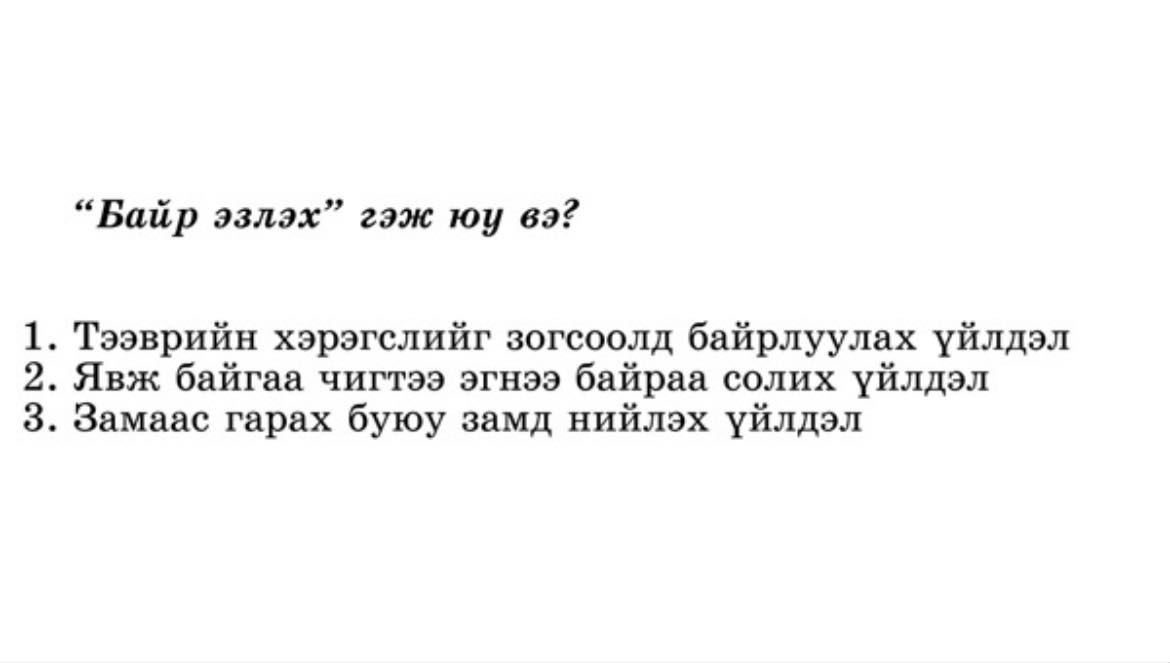 “Байр эзлэх” гэж юу вэ?
1. Тээврийн хэрэгслийг зогсоолд байрлуулах үйлдэл
2. Явж байгаа чигтээ эгнээ байраа солих үйлдэл
3. Замаас гарах буюу замд нийлэх үйлдэл